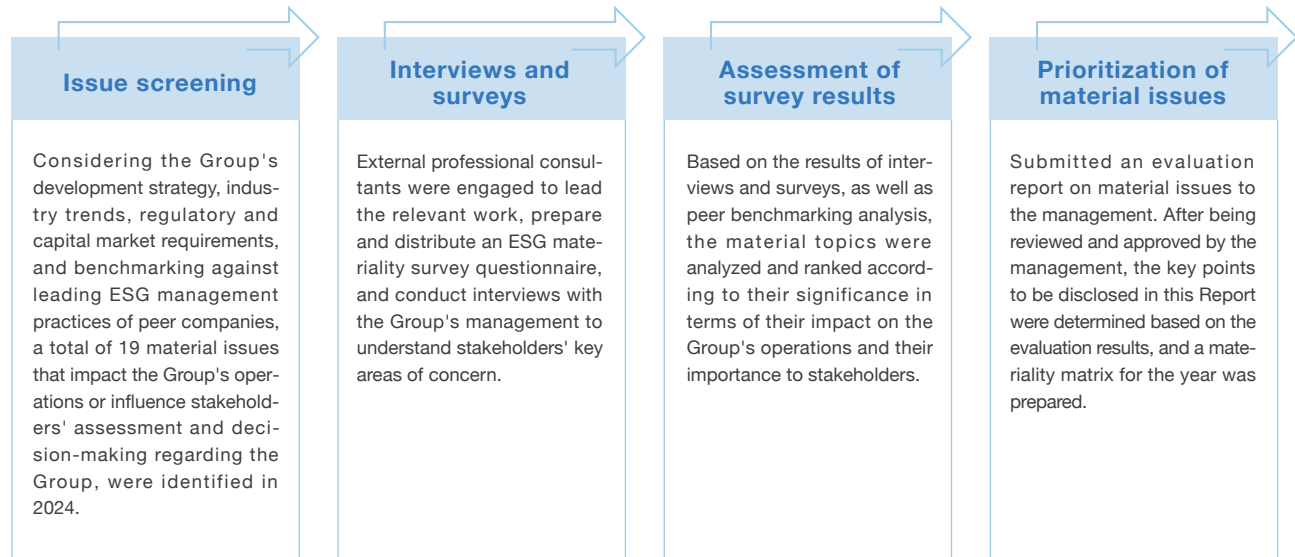 Issue screening
Considering the Group's
development strategy, indus-
try trends, regulatory and
capital market requirements,
and benchmarking against
leading ESG management
practices of peer companies,
a total of 19 material issues
that impact the Group's oper-
ations or influence stakehold-
ers' assessment and deci-
sion-making regarding the
Group, were identified in
2024.
Interviews and
surveys
External professional consul-
tants were engaged to lead
the relevant work, prepare
and distribute an ESG mate-
riality survey questionnaire,
and conduct interviews with
the Group's management to
understand stakeholders' key
areas of concern.
Assessment of
survey results
Based on the results of inter-
views and surveys, as well as
peer benchmarking analysis,
the material topics were
analyzed and ranked accord-
ing to their significance in
terms of their impact on the
Group's operations and their
importance to stakeholders.
Prioritization of
material issues
Submitted an evaluation
report on material issues to
the management. After being
reviewed and approved by the
management, the key points
to be disclosed in this Report
were determined based on the
evaluation results, and a mate-
riality matrix for the year was
prepared.